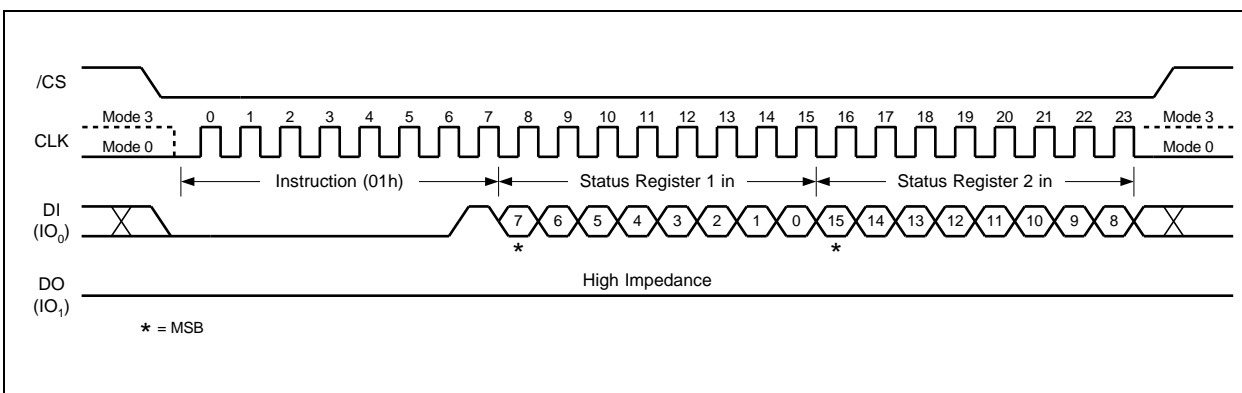 /CS
Mode 3 0 1 2 3 4 5 6 7 8 9 10 11 12 13 14 15 16 17 18 19 20 21 22 23 Mode 3
CLK
Mode 0 Mode 0
Instruction (01h) Status Register 1 in Status Register 2 in
DI
(IO0) 7 6 5 4 3 2 1 0 15 14 13 12 11 10 9 8
* *
DO High Impedance
(IO1)
* = MSB